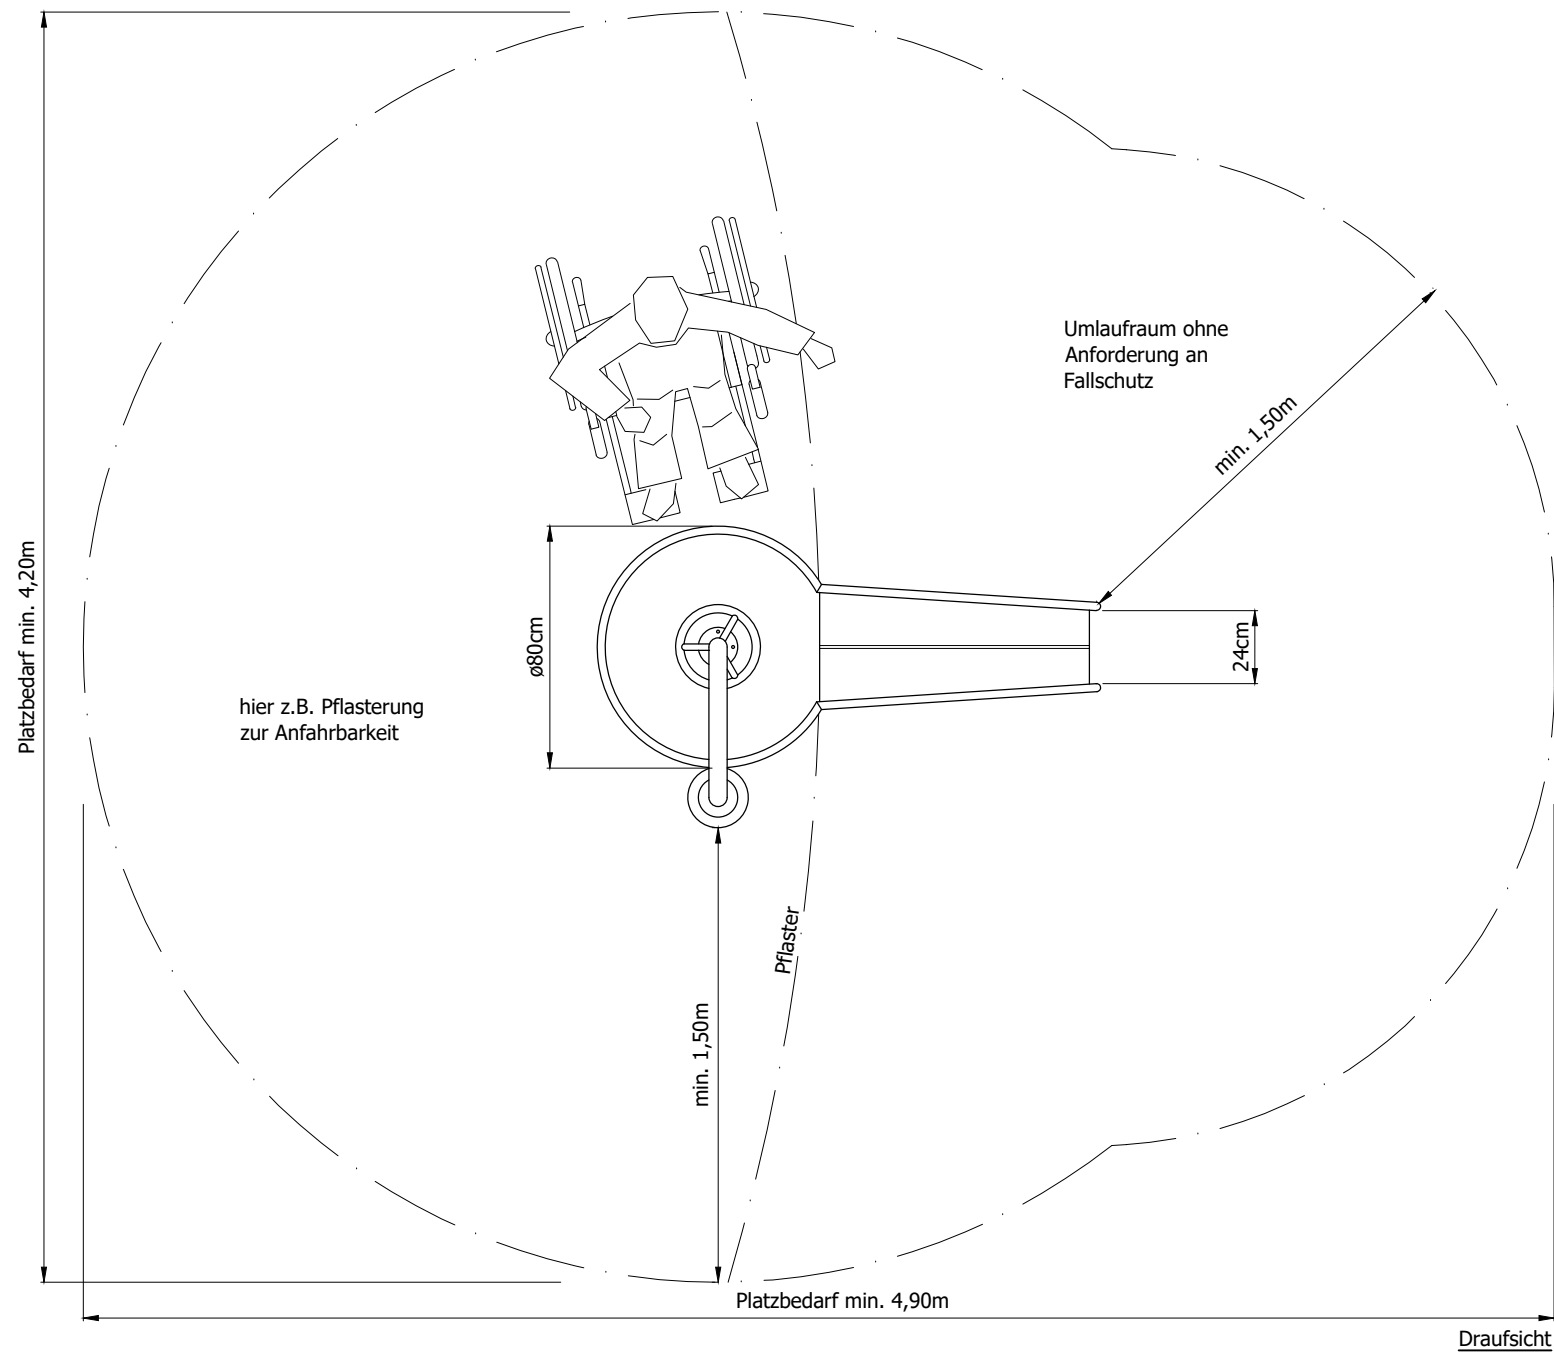 Umlaufraum ohne
Anforderung an
Fallschutz
min. 1,50m
Platzbedarf min. 4,20m
ø80cm
24cm
hier z.B. Pflasterung
zur Anfahrbarkeit
Pflaster
min. 1,50m
Platzbedarf min. 4,90m
Draufsicht